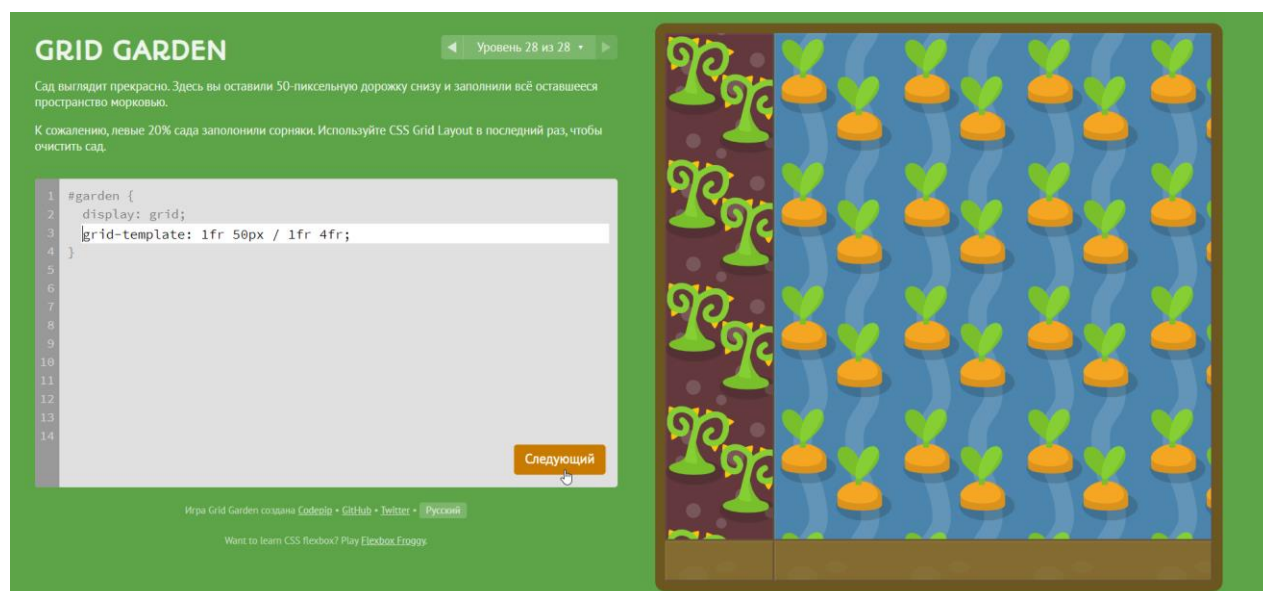 GRID GARDEN
Уровень 28 из 28
Сад выглядит прекрасно. Здесь вы оставили 50-пиксельную дорожку снизу и заполнили всё оставшееся
пространство морковью.
К сожалению, левые 20% сада заполонили сорняки. Используйте CSS Grid Layout в последний раз, чтобы
очистить сад.
1 #garden {
2 display: grid;
3 grid-template: 1fr 50px / 1fr 4fr;
4 }
5
6
7
8
9
10
11
12
13
14
Следующий
Игра Grid Garden создана Codepip • GitHub • Twitter • Русский
Want to learn CSS flexbox? Play Flexbox Froggy.